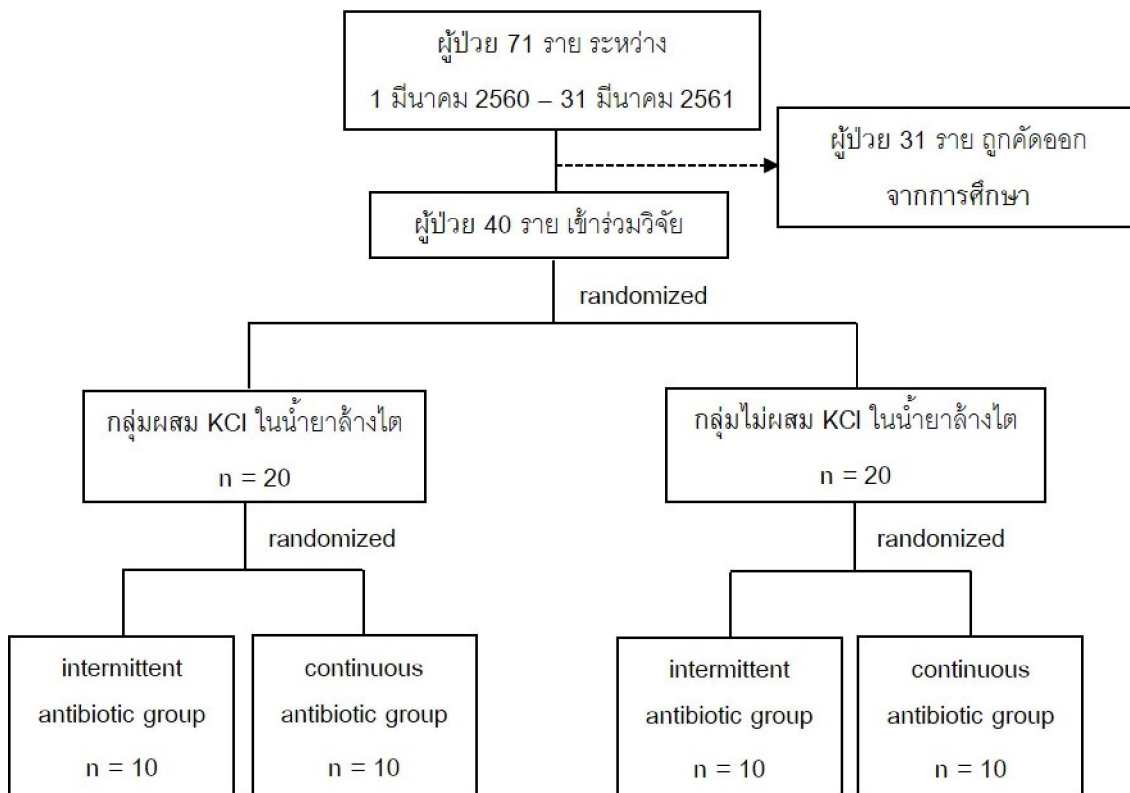 ผู้ป่วย 71 ราย ระหว่าง
1 มีนาคม 2560 – 31 มีนาคม 2561
ผู้ป่วย 31 ราย ถูกคัดออก
จากการศึกษา
ผู้ป่วย 40 ราย เข้าร่วมวิจัย
randomized
กลุ่มผสม KCl ในน้ำยาล้างไต
n = 20
กลุ่มไม่ผสม KCl ในน้ำยาล้างไต
n = 20
randomized
randomized
intermittent
antibiotic group
n = 10
continuous
antibiotic group
n = 10
intermittent
antibiotic group
n = 10
continuous
antibiotic group
n = 10